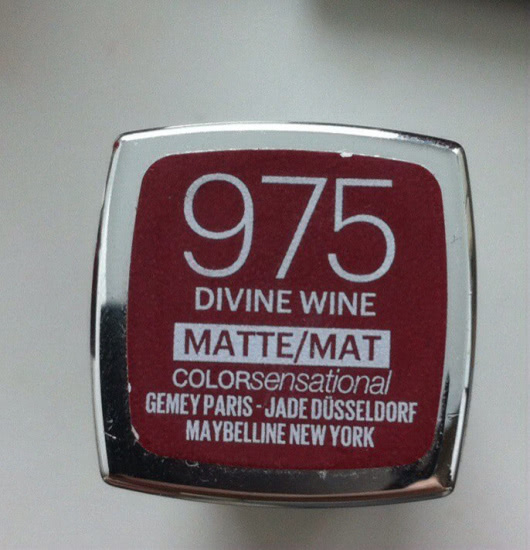 975
DIVINE WINE
MATTE/MAT
COLORsensational
GEMEY PARIS - JADE DÜSSELDORF
MAYBELLINE NEW YORK